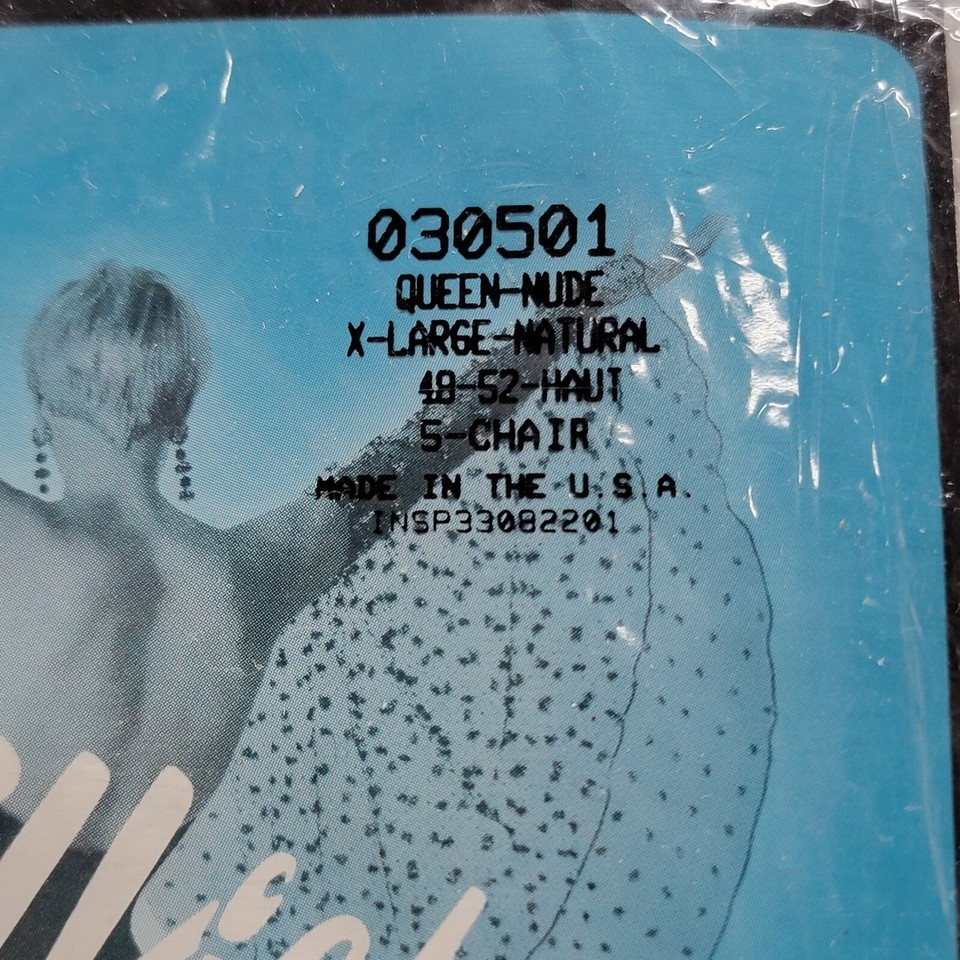 030501
QUEEN-NUDE
X-LARGE-NATURAL
48-52-HAUT
5-CHAIR
MADE IN THE U.S.A.
INSP33082201